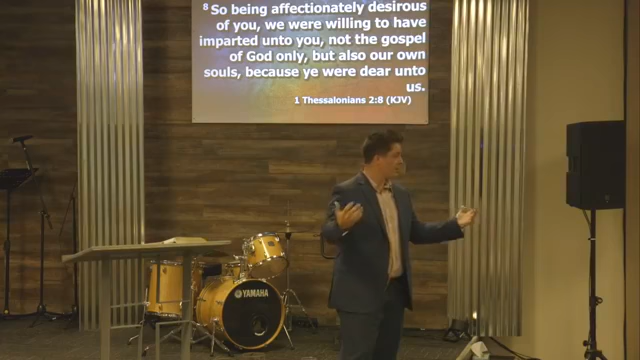 8 So being affectionately desirous
of you, we were willing to have
imparted unto you, not the gospel
of God only, but also our own
souls, because ye were dear unto
us.
1 Thessalonians 2:8 (KJV)
YAMAHA